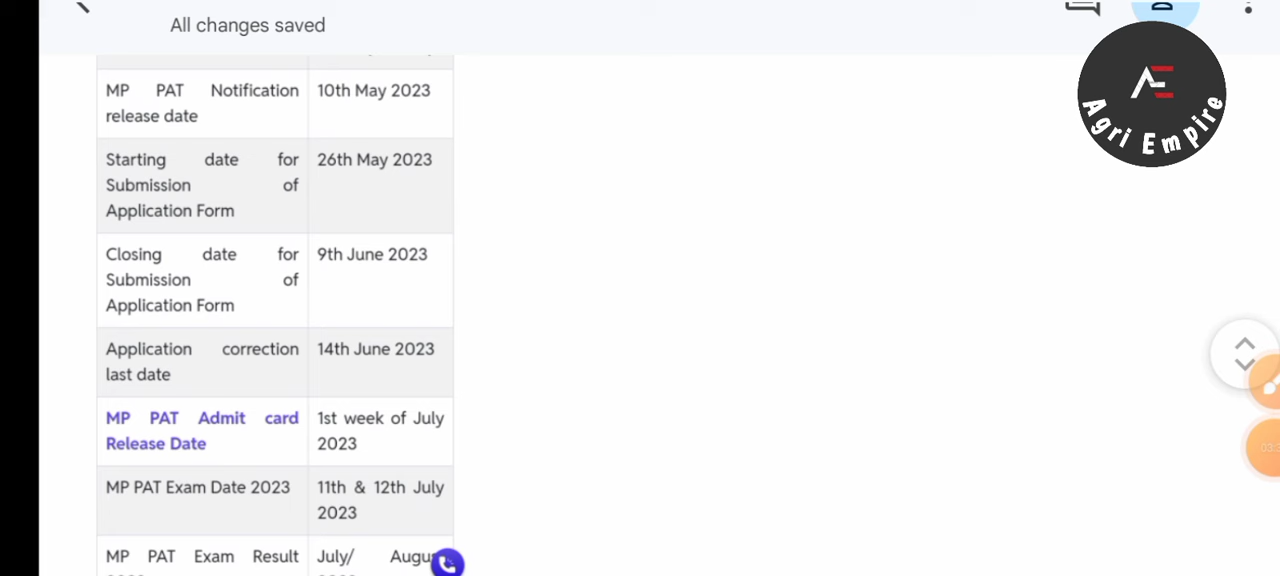 All changes saved
MP PAT Notification 10th May 2023
release date
Starting date for 26th May 2023
Submission of
Application Form
Closing date for 9th June 2023
Submission of
Application Form
Application correction 14th June 2023
last date
MP PAT Admit card 1st week of July
Release Date 2023
MP PAT Exam Date 2023 11th & 12th July
2023
MP PAT Exam Result July/
AE
Agri Empire